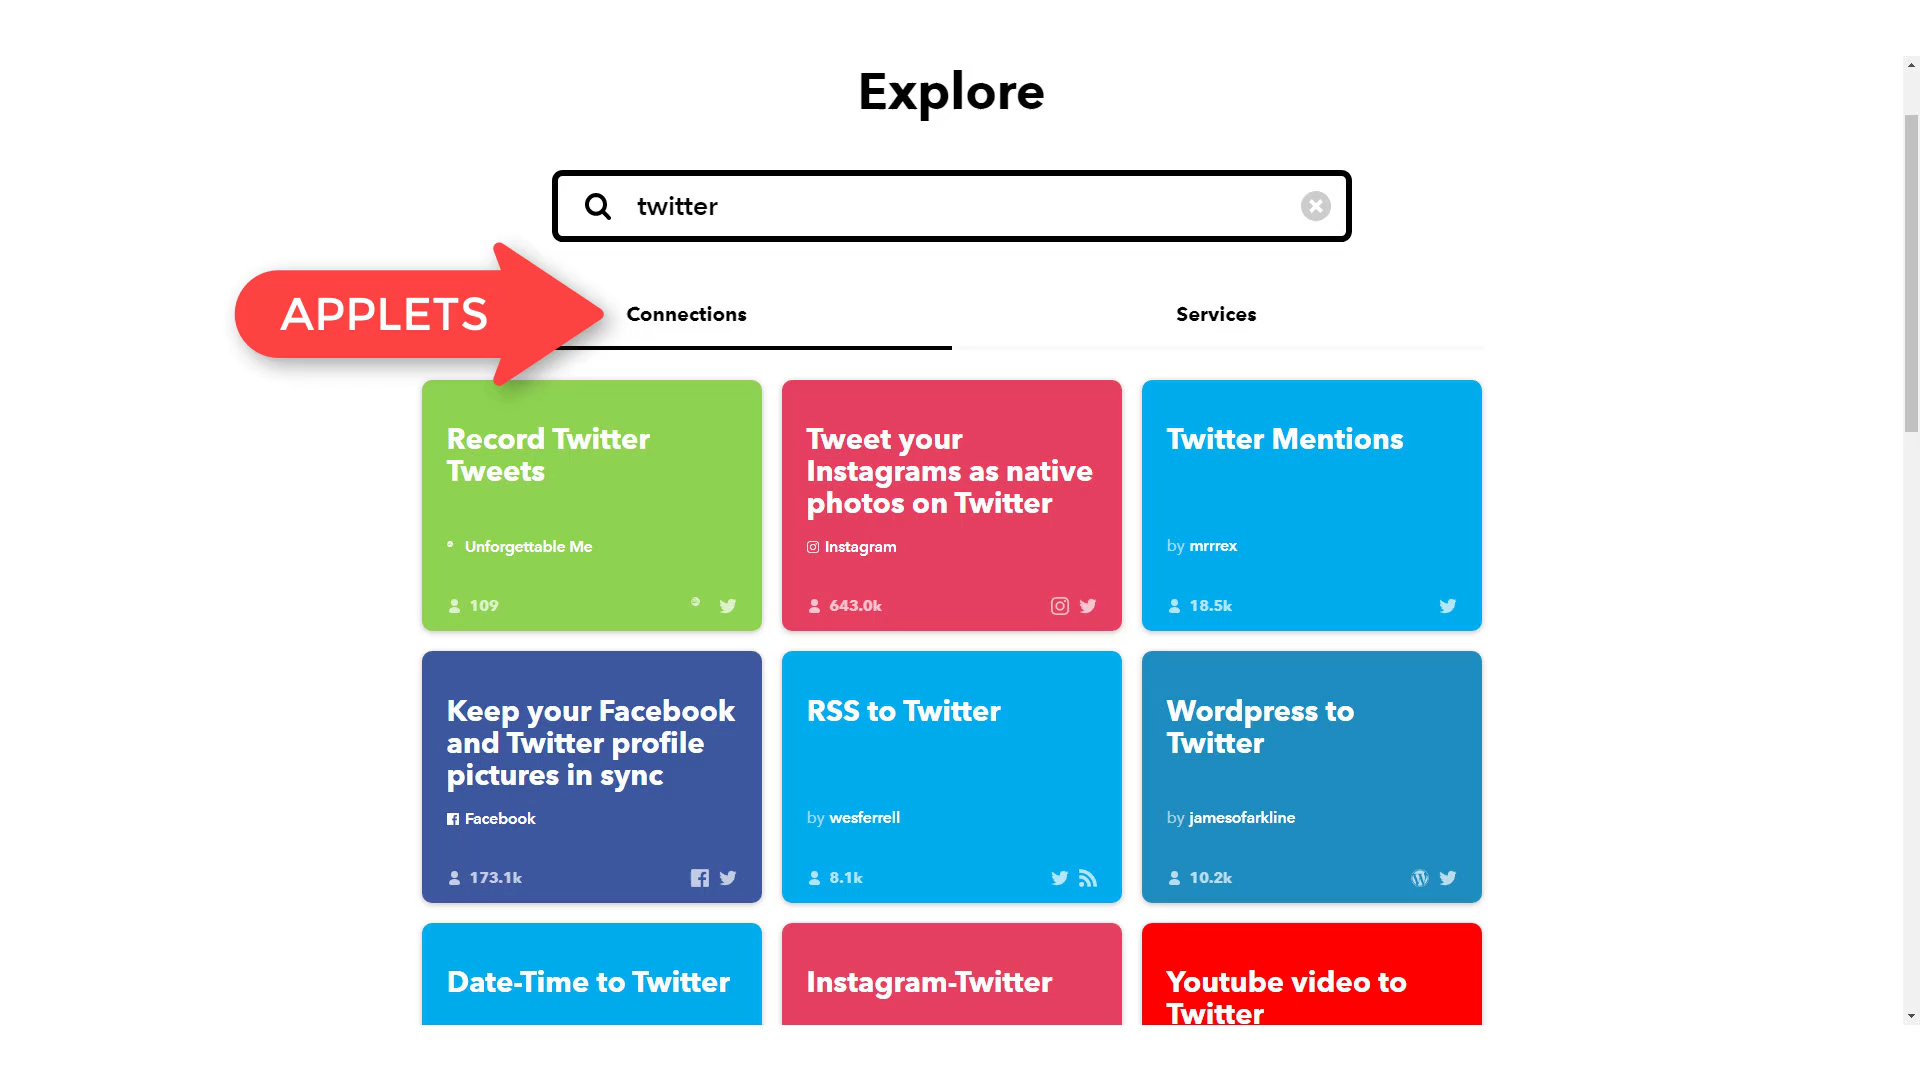 Explore
twitter
APPLETS
Connections
Services
Record Twitter
Tweets
Unforgettable Me
109
Tweet your
Instagrams as native
photos on Twitter
Instagram
643.0k
Twitter Mentions
by mrrrex
18.5k
Keep your Facebook
and Twitter profile
pictures in sync
Facebook
173.1k
RSS to Twitter
by wesferrell
8.1k
Wordpress to
Twitter
by jamesofarkline
10.2k
Date-Time to Twitter
Instagram-Twitter
Youtube video to
Twitter